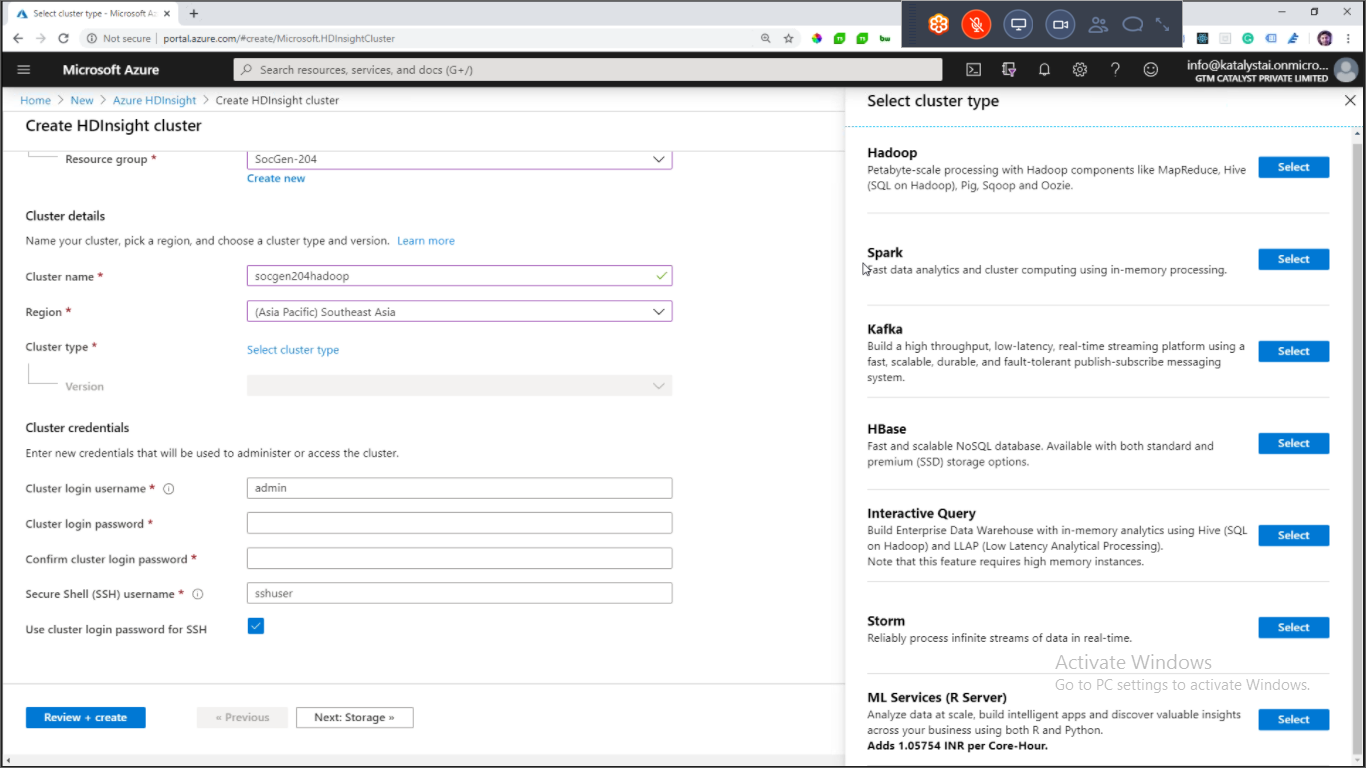 Select cluster type - Microsoft A
Not secure | portal.azure.com/#create/Microsoft.HDInsightCluster
Microsoft Azure
Search resources, services, and docs (G+/)
info@katalystai.onmicro...
GTM CATALYST PRIVATE LIMITED
Home > New > Azure HDInsight > Create HDInsight cluster
Create HDInsight cluster
Resource group *
SocGen-204
Create new
Cluster details
Name your cluster, pick a region, and choose a cluster type and version. Learn more
Cluster name *
socgen204hadoop
Region *
(Asia Pacific) Southeast Asia
Cluster type *
Select cluster type
Version
Cluster credentials
Enter new credentials that will be used to administer or access the cluster.
Cluster login username *
admin
Cluster login password *
Confirm cluster login password *
Secure Shell (SSH) username *
sshuser
Use cluster login password for SSH
Review + create
« Previous
Next: Storage »
Select cluster type
Hadoop
Petabyte-scale processing with Hadoop components like MapReduce, Hive
(SQL on Hadoop), Pig, Sqoop and Oozie.
Select
Spark
Fast data analytics and cluster computing using in-memory processing.
Select
Kafka
Build a high throughput, low-latency, real-time streaming platform using a
fast, scalable, durable, and fault-tolerant publish-subscribe messaging
system.
Select
HBase
Fast and scalable NoSQL database. Available with both standard and
premium (SSD) storage options.
Select
Interactive Query
Build Enterprise Data Warehouse with in-memory analytics using Hive (SQL
on Hadoop) and LLAP (Low Latency Analytical Processing).
Note that this feature requires high memory instances.
Select
Storm
Reliably process infinite streams of data in real-time.
Select
Activate Windows
Go to PC settings to activate Windows.
ML Services (R Server)
Analyze data at scale, build intelligent apps and discover valuable insights
across your business using both R and Python.
Adds 1.05754 INR per Core-Hour.
Select